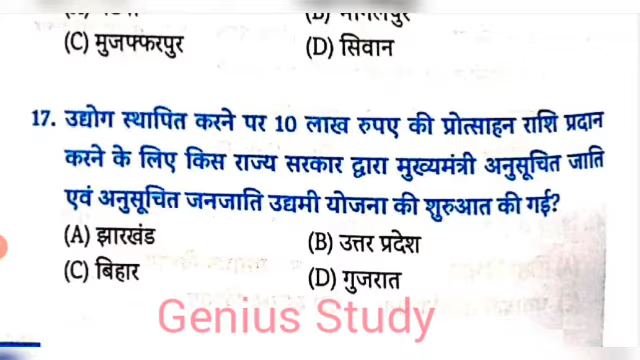 (C) मुजफ्फरपुर (D) सिवान
17. उद्योग स्थापित करने पर 10 लाख रुपए की प्रोत्साहन राशि प्रदान
करने के लिए किस राज्य सरकार द्वारा मुख्यमंत्री अनुसूचित जाति
एवं अनुसूचित जनजाति उद्यमी योजना की शुरुआत की गई?
(A) झारखंड (B) उत्तर प्रदेश
(C) बिहार (D) गुजरात
Genius Study